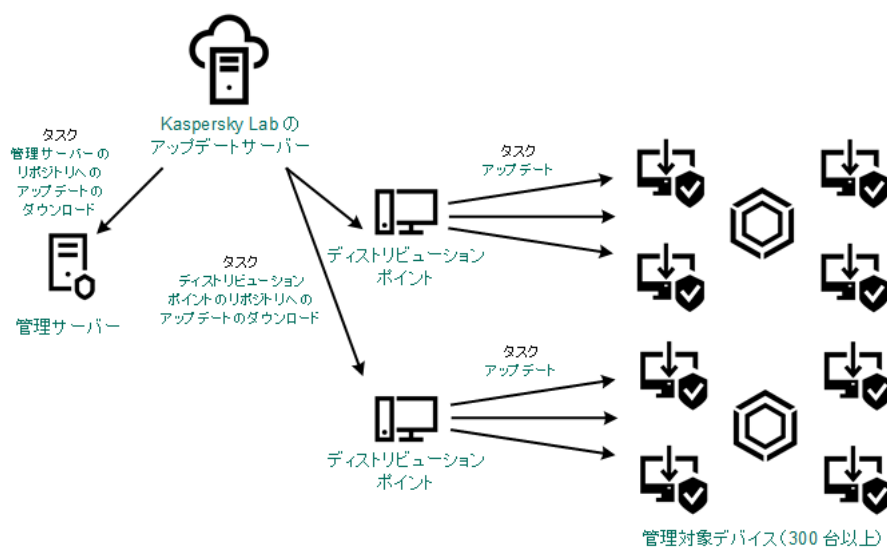 Kaspersky Lab の
アップデートサーバー
タスク
管理サーバーの
リポジトリへの
アップデートの
ダウンロード
管理サーバー
タスク
ディストリビューション
ポイントのリポジトリへの
アップデートのダウンロード
タスク
アップデート
ディストリビューション
ポイント
タスク
アップデート
ディストリビューション
ポイント
管理対象デバイス(300 台以上)